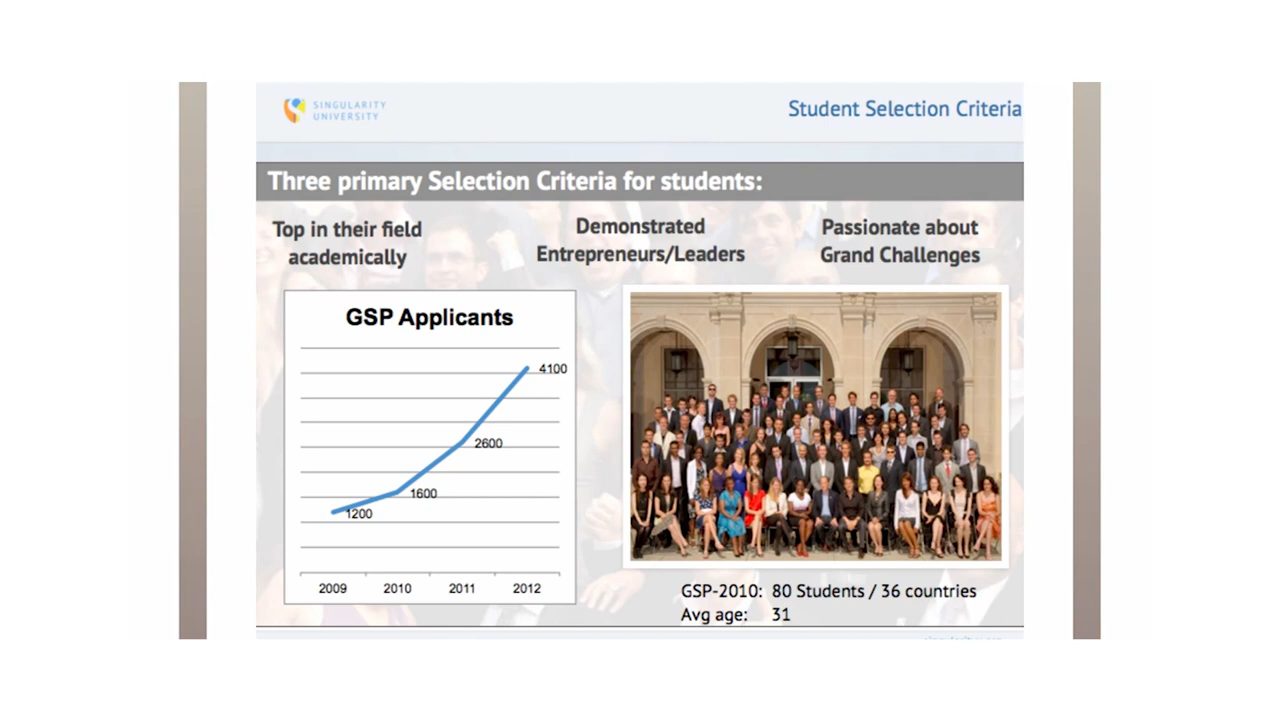 SINGULARITY
UNIVERSITY
Student Selection Criteria
Three primary Selection Criteria for students:
Top in their field
academically
Demonstrated
Entrepreneurs/Leaders
Passionate about
Grand Challenges
GSP Applicants
4100
2600
1600
1200
2009 2010 2011 2012
GSP-2010: 80 Students / 36 countries
Avg age: 31